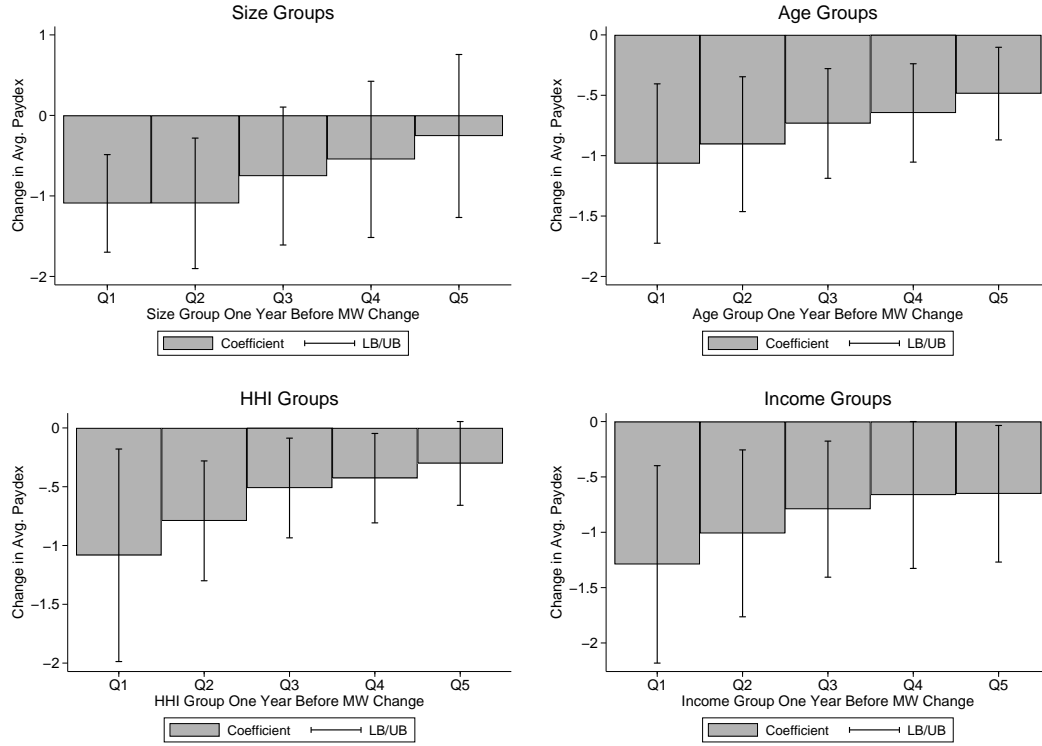 Size Groups
Change in Avg. Paydex
1
0
−1
−2
Q1 Q2 Q3 Q4 Q5
Size Group One Year Before MW Change
Coefficient LB/UB
Age Groups
Change in Avg. Paydex
0
−.5
−1
−1.5
−2
Q1 Q2 Q3 Q4 Q5
Age Group One Year Before MW Change
Coefficient LB/UB
HHI Groups
Change in Avg. Paydex
0
−.5
−1
−1.5
−2
Q1 Q2 Q3 Q4 Q5
HHI Group One Year Before MW Change
Coefficient LB/UB
Income Groups
Change in Avg. Paydex
0
−.5
−1
−1.5
−2
Q1 Q2 Q3 Q4 Q5
Income Group One Year Before MW Change
Coefficient LB/UB